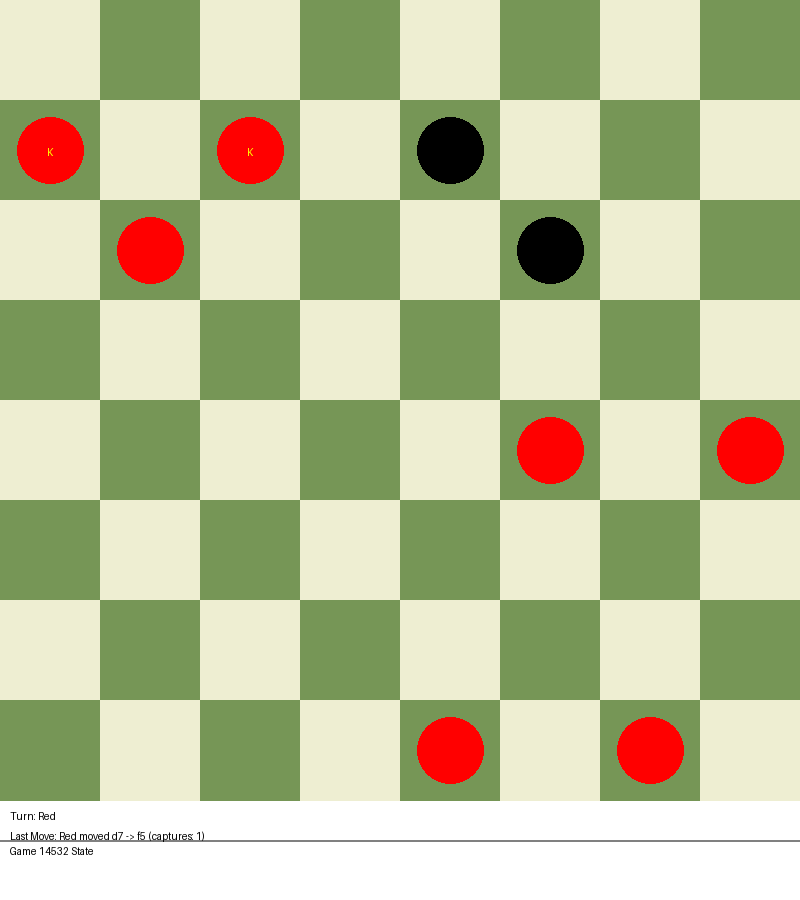 K K
Turn: Red
Last Move: Red moved d7 -> f5 (captures: 1)
Game 14532 State